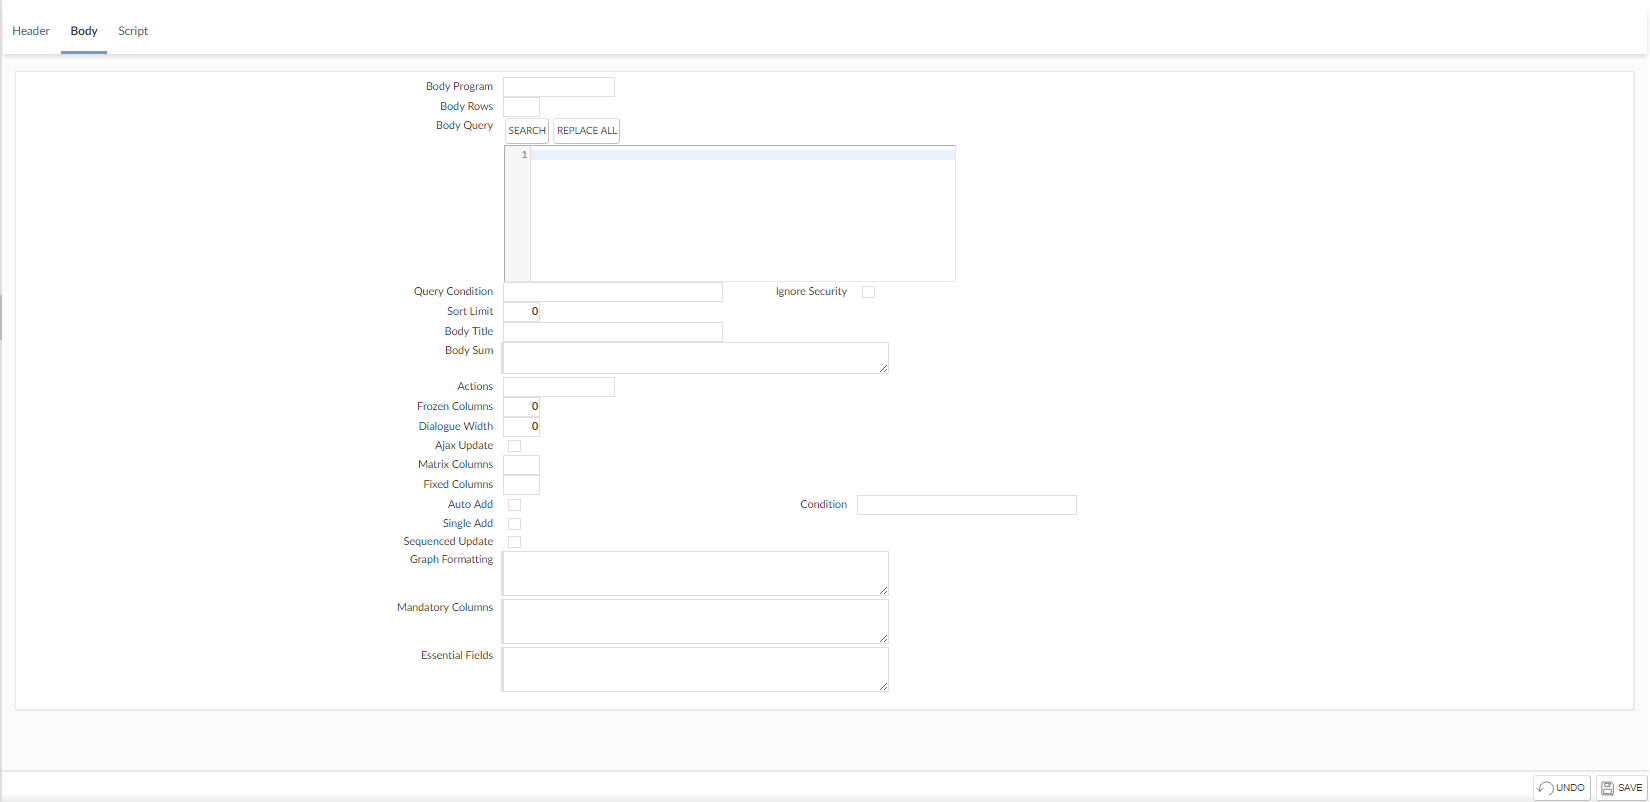 Header Body Script
Body Program
Body Rows
Body Query SEARCH REPLACE ALL
1
Query Condition Ignore Security
Sort Limit 0
Body Title
Body Sum
Actions
Frozen Columns 0
Dialogue Width 0
Ajax Update
Matrix Columns
Fixed Columns
Auto Add Condition
Single Add
Sequenced Update
Graph Formatting
Mandatory Columns
Essential Fields
UNDO SAVE